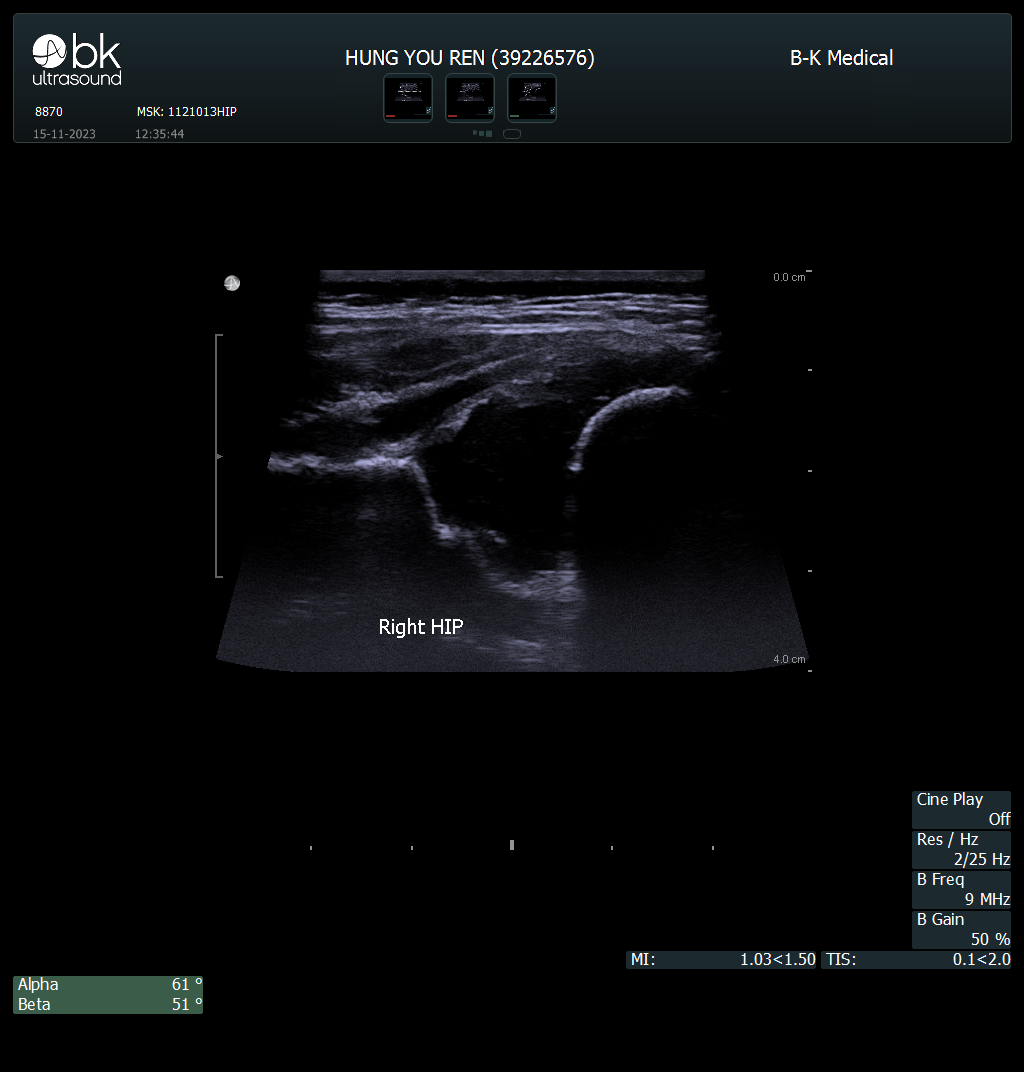 bk
ultrasound
HUNG YOU REN (39226576)
B-K Medical
8870
MSK: 1121013HIP
15-11-2023
12:35:44
0.0 cm
Right HIP
4.0 cm
Cine Play
Off
Res / Hz
2/25 Hz
B Freq
9 MHz
B Gain
50 %
MI: 1.03<1.50
TIS: 0.1<2.0
Alpha 61 °
Beta 51 °